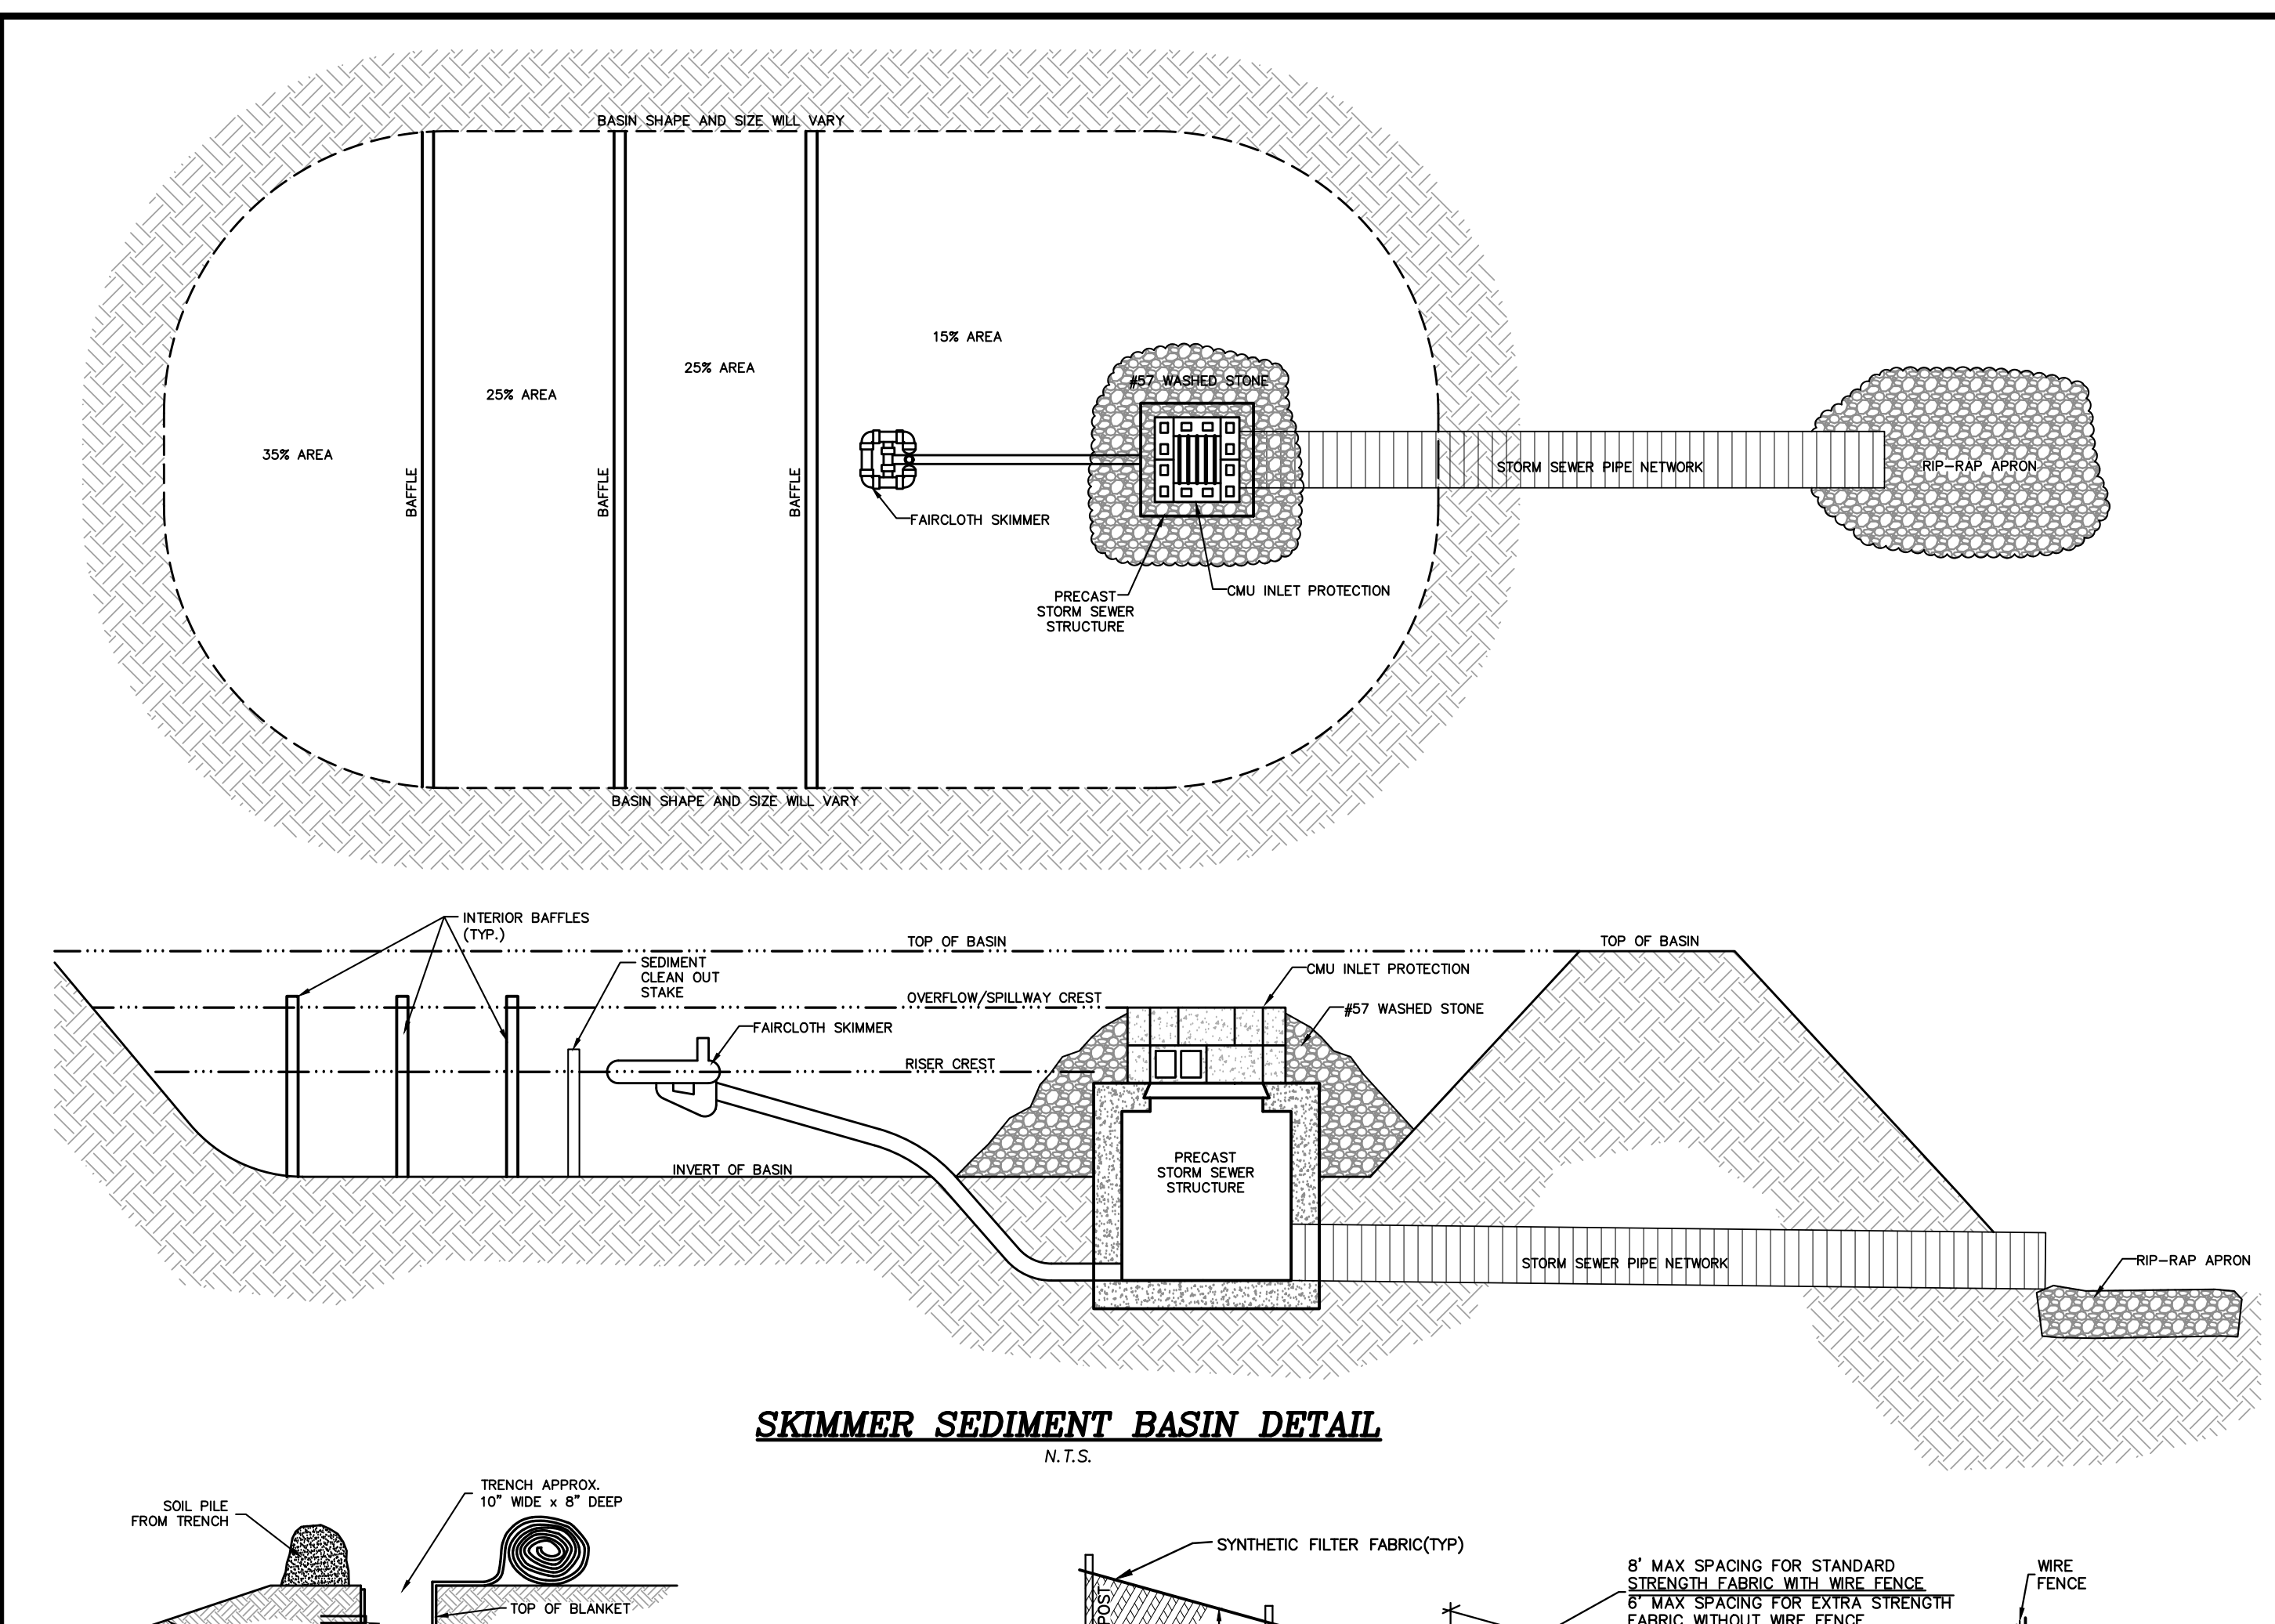 BASIN SHAPE AND SIZE WILL VARY
15% AREA
25% AREA
#57 WASHED STONE
25% AREA
35% AREA
BAFFLE
BAFFLE
BAFFLE
STORM SEWER PIPE NETWORK
RIP-RAP APRON
FAIRCLOTH SKIMMER
CMU INLET PROTECTION
PRECAST
STORM SEWER
STRUCTURE
BASIN SHAPE AND SIZE WILL VARY
INTERIOR BAFFLES
(TYP.)
TOP OF BASIN
TOP OF BASIN
SEDIMENT
CLEAN OUT
STAKE
CMU INLET PROTECTION
OVERFLOW/SPILLWAY CREST
#57 WASHED STONE
FAIRCLOTH SKIMMER
RISER CREST
PRECAST
STORM SEWER
STRUCTURE
INVERT OF BASIN
STORM SEWER PIPE NETWORK
RIP-RAP APRON
SKIMMER SEDIMENT BASIN DETAIL
N.T.S.
TRENCH APPROX.
10" WIDE x 8" DEEP
SOIL PILE
FROM TRENCH
TOP OF BLANKET
SYNTHETIC FILTER FABRIC(TYP)
POST
8' MAX SPACING FOR STANDARD
STRENGTH FABRIC WITH WIRE FENCE
6' MAX SPACING FOR EXTRA STRENGTH
FABRIC WITHOUT WIRE FENCE
WIRE
FENCE